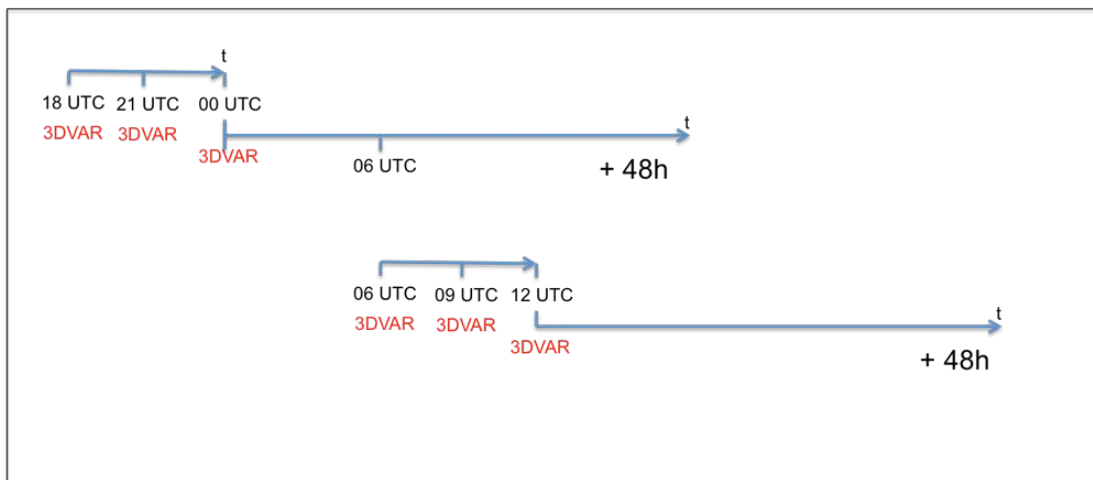 t
18 UTC 21 UTC 00 UTC
3DVAR 3DVAR
t
3DVAR
06 UTC
+ 48h
06 UTC 09 UTC 12 UTC
3DVAR 3DVAR
t
3DVAR
+ 48h